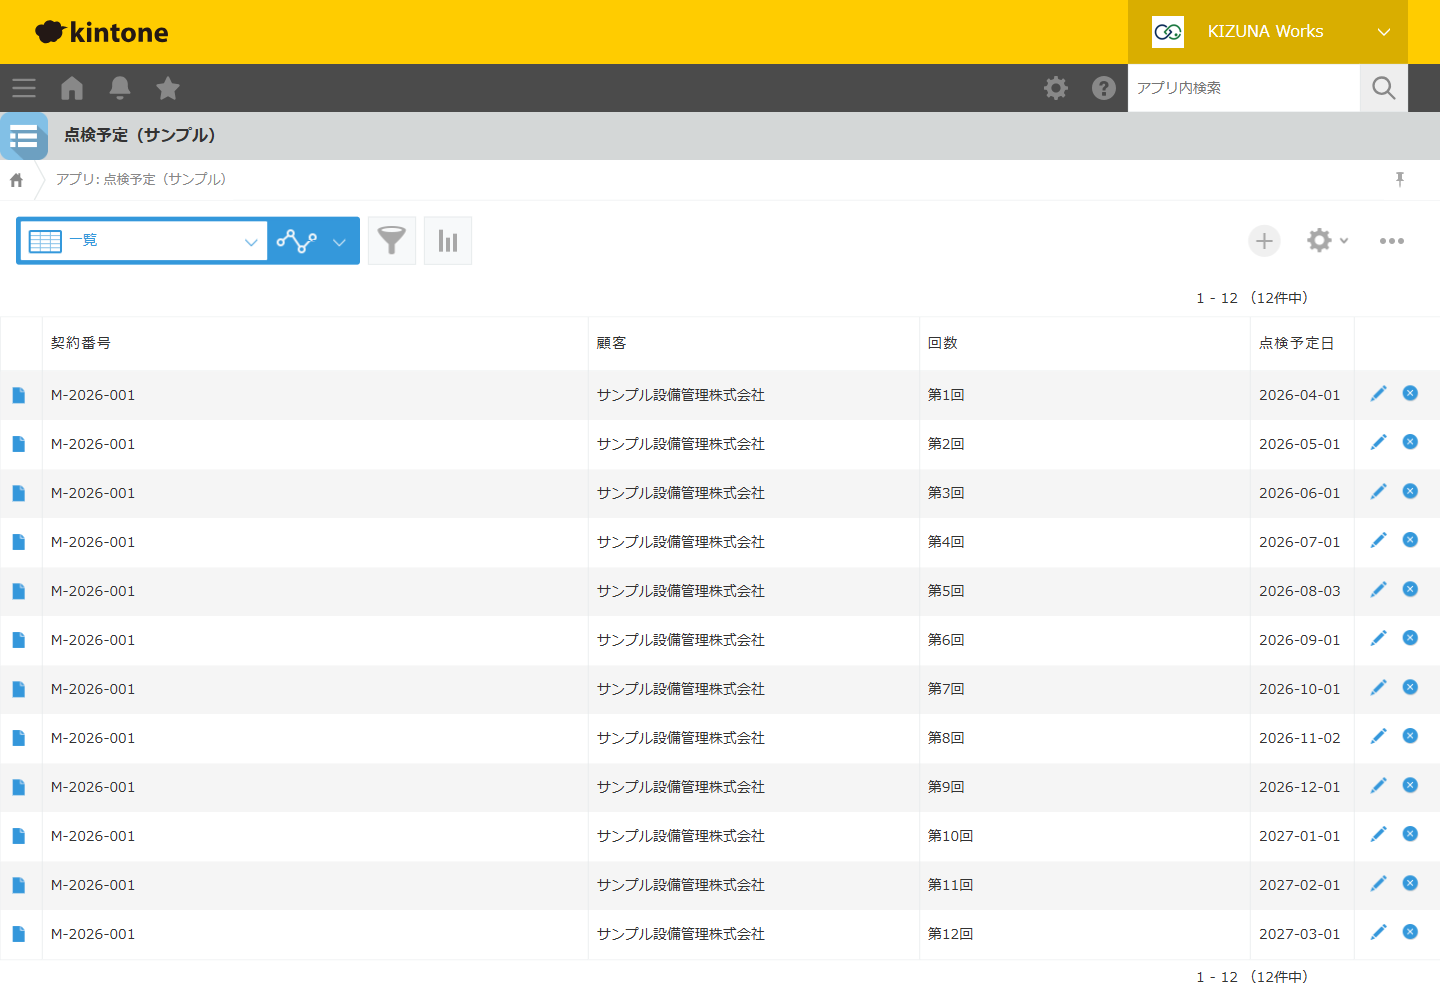 kintone
KIZUNA Works
アプリ内検索
点検予定（サンプル）
アプリ: 点検予定（サンプル）
一覧
1 - 12 （12件中）
契約番号 顧客 回数 点検予定日
M-2026-001 サンプル設備管理株式会社 第1回 2026-04-01
M-2026-001 サンプル設備管理株式会社 第2回 2026-05-01
M-2026-001 サンプル設備管理株式会社 第3回 2026-06-01
M-2026-001 サンプル設備管理株式会社 第4回 2026-07-01
M-2026-001 サンプル設備管理株式会社 第5回 2026-08-03
M-2026-001 サンプル設備管理株式会社 第6回 2026-09-01
M-2026-001 サンプル設備管理株式会社 第7回 2026-10-01
M-2026-001 サンプル設備管理株式会社 第8回 2026-11-02
M-2026-001 サンプル設備管理株式会社 第9回 2026-12-01
M-2026-001 サンプル設備管理株式会社 第10回 2027-01-01
M-2026-001 サンプル設備管理株式会社 第11回 2027-02-01
M-2026-001 サンプル設備管理株式会社 第12回 2027-03-01
1 - 12 （12件中）